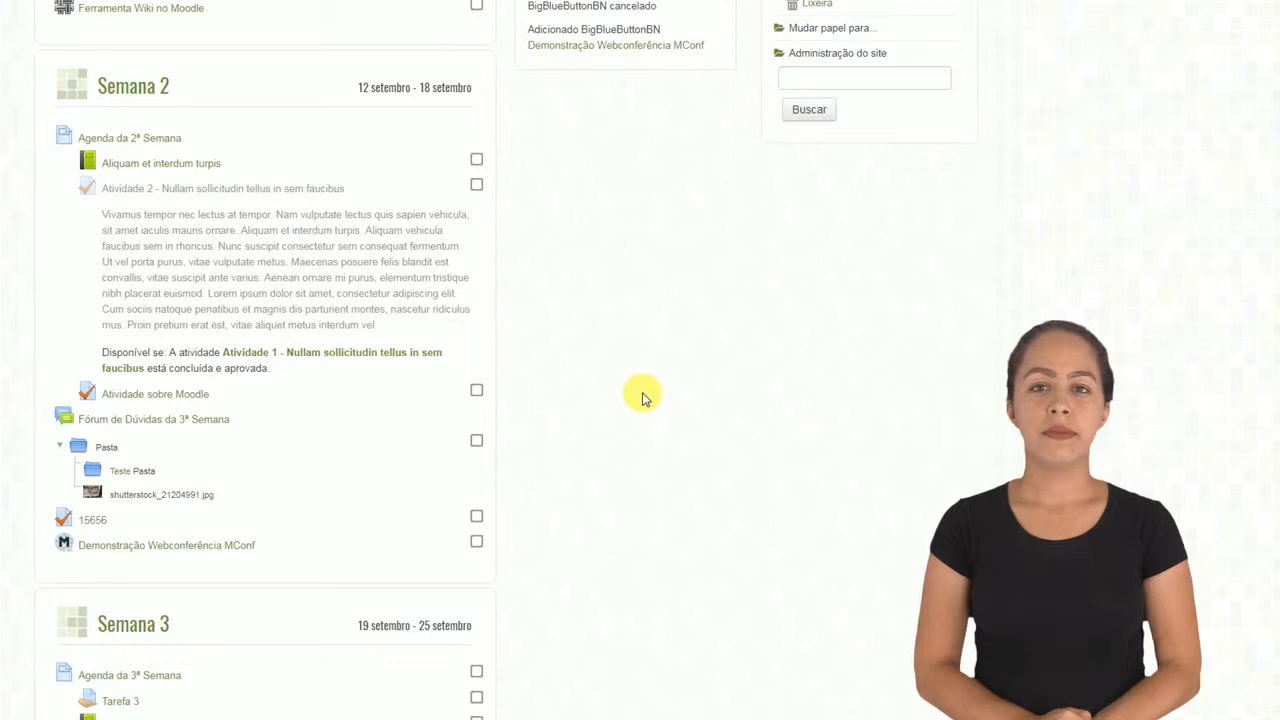 Ferramenta Wiki no Moodle
Semana 2
12 setembro - 18 setembro
Agenda da 2ª Semana
Aliquam et interdum turpis
Atividade 2 - Nullam sollicitudin tellus in sem faucibus
Vivamus tempor nec lectus at tempor. Nam vulputate lectus quis sapien vehicula,
sit amet iaculis mauris ornare. Aliquam et interdum turpis. Aliquam vehicula
faucibus sem in rhoncus. Nunc suscipit consectetur sem consequat fermentum.
Ut vel porta purus, vitae vulputate metus. Maecenas posuere felis blandit est
convallis, vitae suscipit ante varius. Aenean ornare mi purus, elementum tristique
nibh placerat euismod. Lorem ipsum dolor sit amet, consectetur adipiscing elit.
Cum sociis natoque penatibus et magnis dis parturient montes, nascetur ridiculus
mus. Proin pretium erat est, vitae aliquet metus interdum vel
Disponível se: A atividade Atividade 1 - Nullam sollicitudin tellus in sem
faucibus está concluída e aprovada.
Atividade sobre Moodle
Fórum de Dúvidas da 3ª Semana
Pasta
Teste Pasta
shutterstock_21204991.jpg
15656
M
Demonstração Webconferência MConf
Semana 3
19 setembro - 25 setembro
Agenda da 3ª Semana
Tarefa 3
BigBlueButtonBN cancelado
Adicionado BigBlueButtonBN
Demonstração Webconferência MConf
Lixeira
Mudar papel para...
Administração do site
Buscar